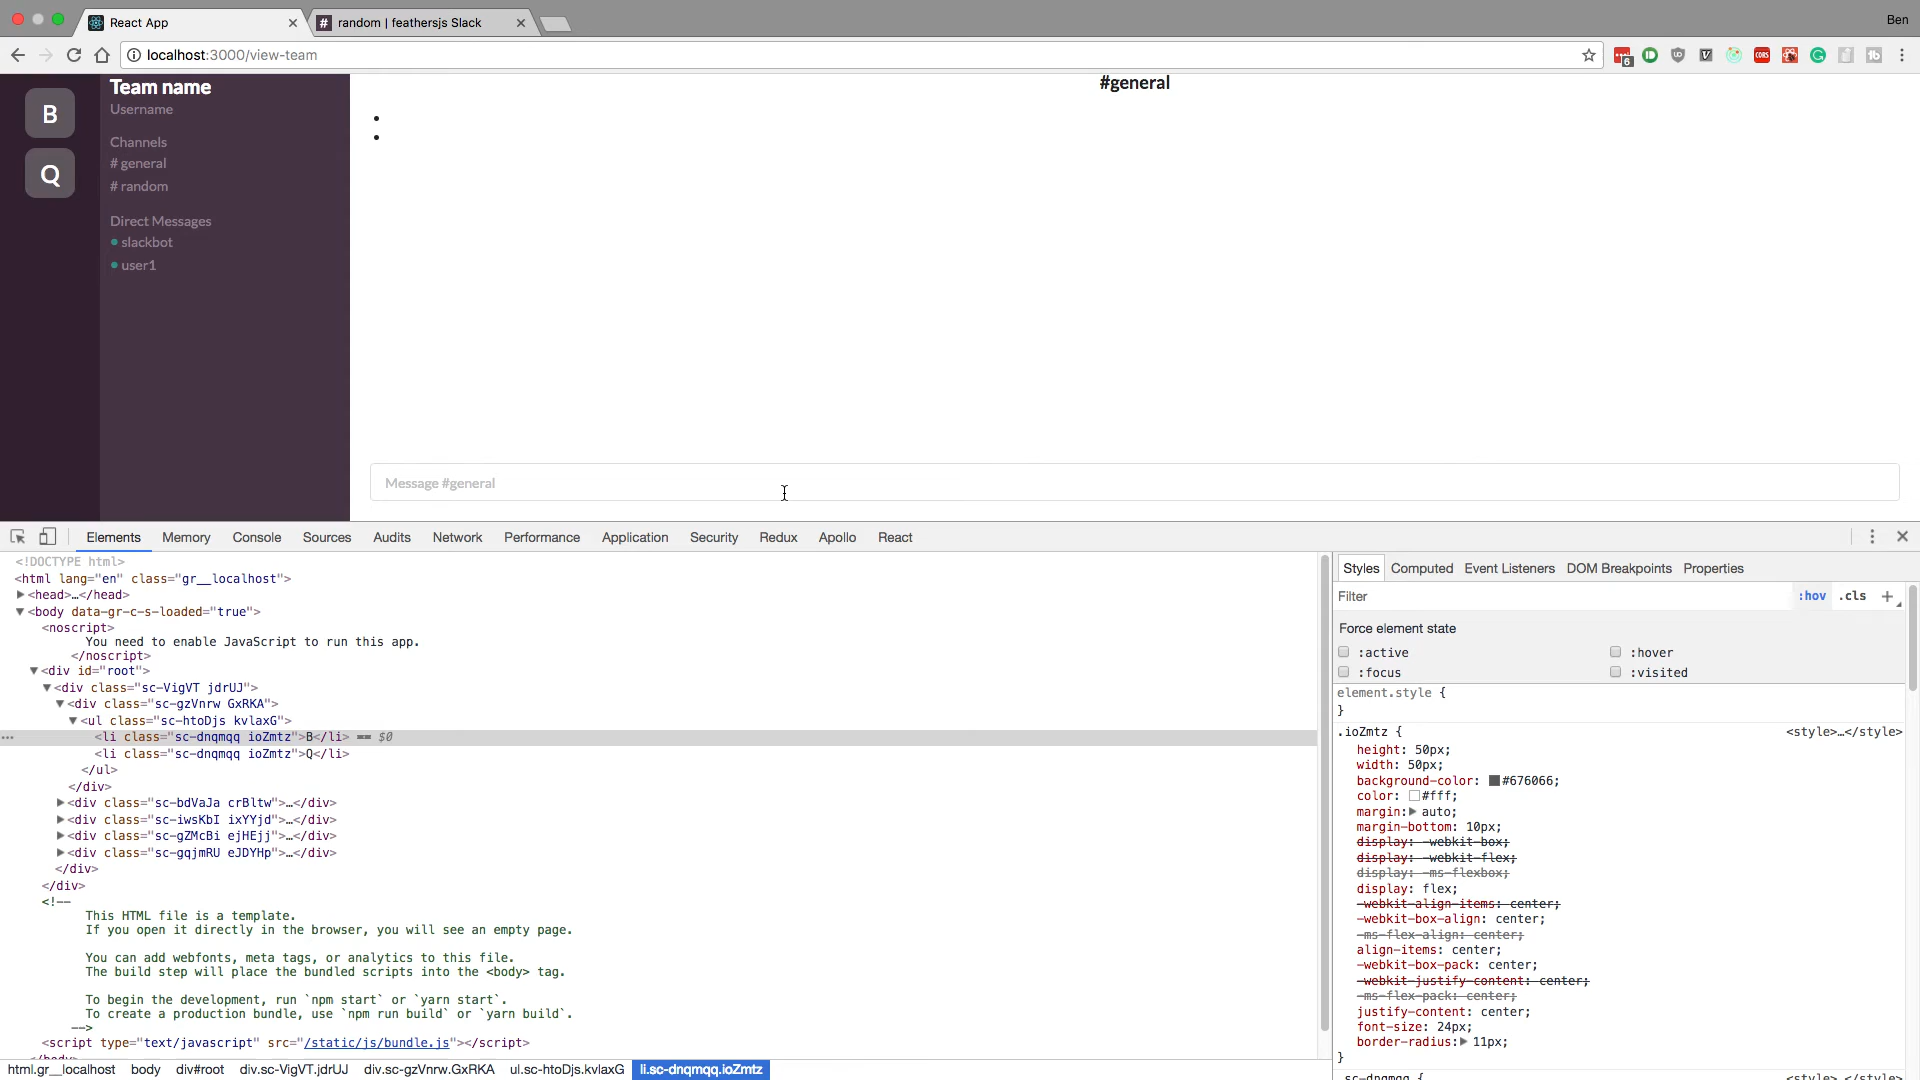 React App
random | feathersjs Slack
Ben
localhost:3000/view-team
6
CORS
B
Q
Team name
Username
Channels
# general
# random
Direct Messages
slackbot
user1
#general
Message #general
Elements Memory Console Sources Audits Network Performance Application Security Redux Apollo React
<!DOCTYPE html>
<html lang="en" class="gr__localhost">
<head>…</head>
<body data-gr-c-s-loaded="true">
<noscript>
You need to enable JavaScript to run this app.
</noscript>
<div id="root">
<div class="sc-VigVT jdrUJ">
<div class="sc-gzVnrw GxRKA">
<ul class="sc-htoDjs kvlaxG">
<li class="sc-dnqmqq ioZmtz">B</li> == $0
<li class="sc-dnqmqq ioZmtz">Q</li>
</ul>
</div>
<div class="sc-bdVaJa crBltw">…</div>
<div class="sc-iwsKbI ixYYjd">…</div>
<div class="sc-gZMcBi ejHEjj">…</div>
<div class="sc-gqjmRU eJDYHp">…</div>
</div>
</div>
<!--
This HTML file is a template.
If you open it directly in the browser, you will see an empty page.
You can add webfonts, meta tags, or analytics to this file.
The build step will place the bundled scripts into the <body> tag.
To begin the development, run `npm start` or `yarn start`.
To create a production bundle, use `npm run build` or `yarn build`.
-->
<script type="text/javascript" src="/static/js/bundle.js"></script>
</body>
html.gr__localhost body div#root div.sc-VigVT.jdrUJ div.sc-gzVnrw.GxRKA ul.sc-htoDjs.kvlaxG li.sc-dnqmqq.ioZmtz
Styles Computed Event Listeners DOM Breakpoints Properties
Filter :hov .cls +
Force element state
:active :hover
:focus :visited
element.style {
}
.ioZmtz { <style>…</style>
height: 50px;
width: 50px;
background-color: #676066;
color: #fff;
margin: auto;
margin-bottom: 10px;
display: -webkit-box;
display: -webkit-flex;
display: -ms-flexbox;
display: flex;
-webkit-align-items: center;
-webkit-box-align: center;
-ms-flex-align: center;
align-items: center;
-webkit-box-pack: center;
-webkit-justify-content: center;
-ms-flex-pack: center;
justify-content: center;
font-size: 24px;
border-radius: 11px;
}
.sc-dnqmqq { <style>…</style>